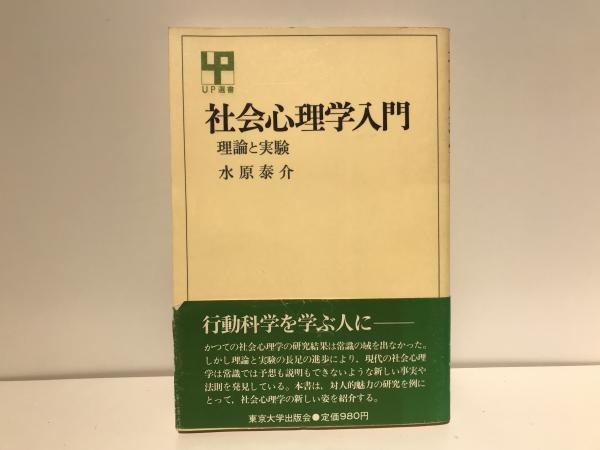 UP
UP選書
社会心理学入門
理論と実験
水原泰介
行動科学を学ぶ人に──
かつての社会心理学の研究結果は常識の域を出なかった。
しかし理論と実験の長足の進歩により、現代の社会心理
学は常識では予想も説明もできないような新しい事実や
法則を発見している。本書は、対人的魅力の研究を例に
とって、社会心理学の新しい姿を紹介する。
東京大学出版会●定価980円